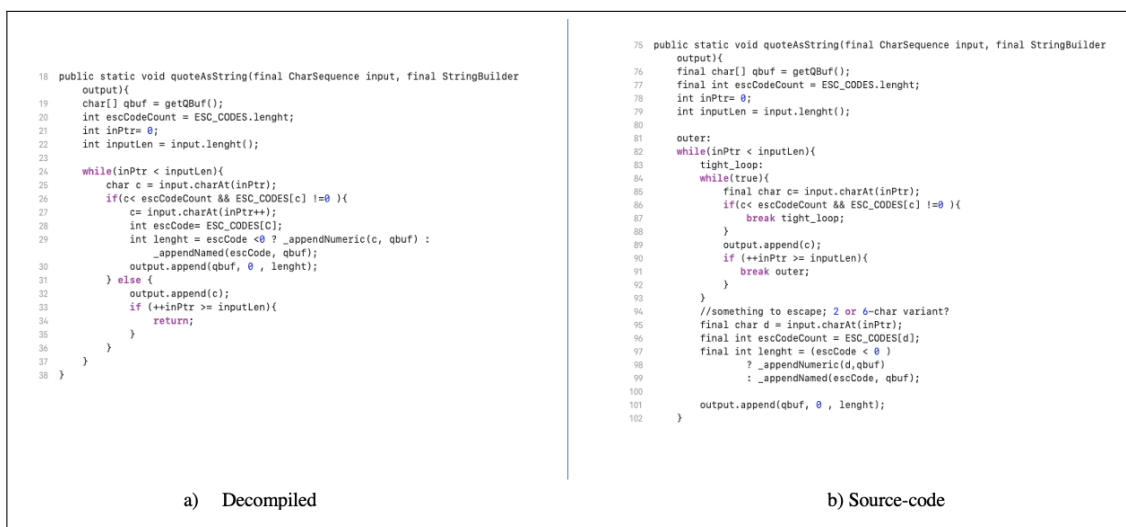 18 public static void quoteAsString(final CharSequence input, final StringBuilder
output){
19 char[] qbuf = getQBuf();
20 int escCodeCount = ESC_CODES.lenght;
21 int inPtr= 0;
22 int inputLen = input.lenght();
23
24 while(inPtr < inputLen){
25 char c = input.charAt(inPtr);
26 if(c< escCodeCount && ESC_CODES[c] !=0 ){
27 c= input.charAt(inPtr++);
28 int escCode= ESC_CODES[C];
29 int lenght = escCode <0 ? _appendNumeric(c, qbuf) :
_appendNamed(escCode, qbuf);
30 output.append(qbuf, 0 , lenght);
31 } else {
32 output.append(c);
33 if (++inPtr >= inputLen){
34 return;
35 }
36 }
37 }
38 }
a) Decompiled
75 public static void quoteAsString(final CharSequence input, final StringBuilder
output){
76 final char[] qbuf = getQBuf();
77 final int escCodeCount = ESC_CODES.lenght;
78 int inPtr= 0;
79 int inputLen = input.lenght();
80
81 outer:
82 while(inPtr < inputLen){
83 tight_loop:
84 while(true){
85 final char c= input.charAt(inPtr);
86 if(c< escCodeCount && ESC_CODES[c] !=0 ){
87 break tight_loop;
88 }
89 output.append(c);
90 if (++inPtr >= inputLen){
91 break outer;
92 }
93 }
94 //something to escape; 2 or 6-char variant?
95 final char d = input.charAt(inPtr);
96 final int escCodeCount = ESC_CODES[d];
97 final int lenght = (escCode < 0 )
98 ? _appendNumeric(d,qbuf)
99 : _appendNamed(escCode, qbuf);
100
101 output.append(qbuf, 0 , lenght);
102 }
b) Source-code